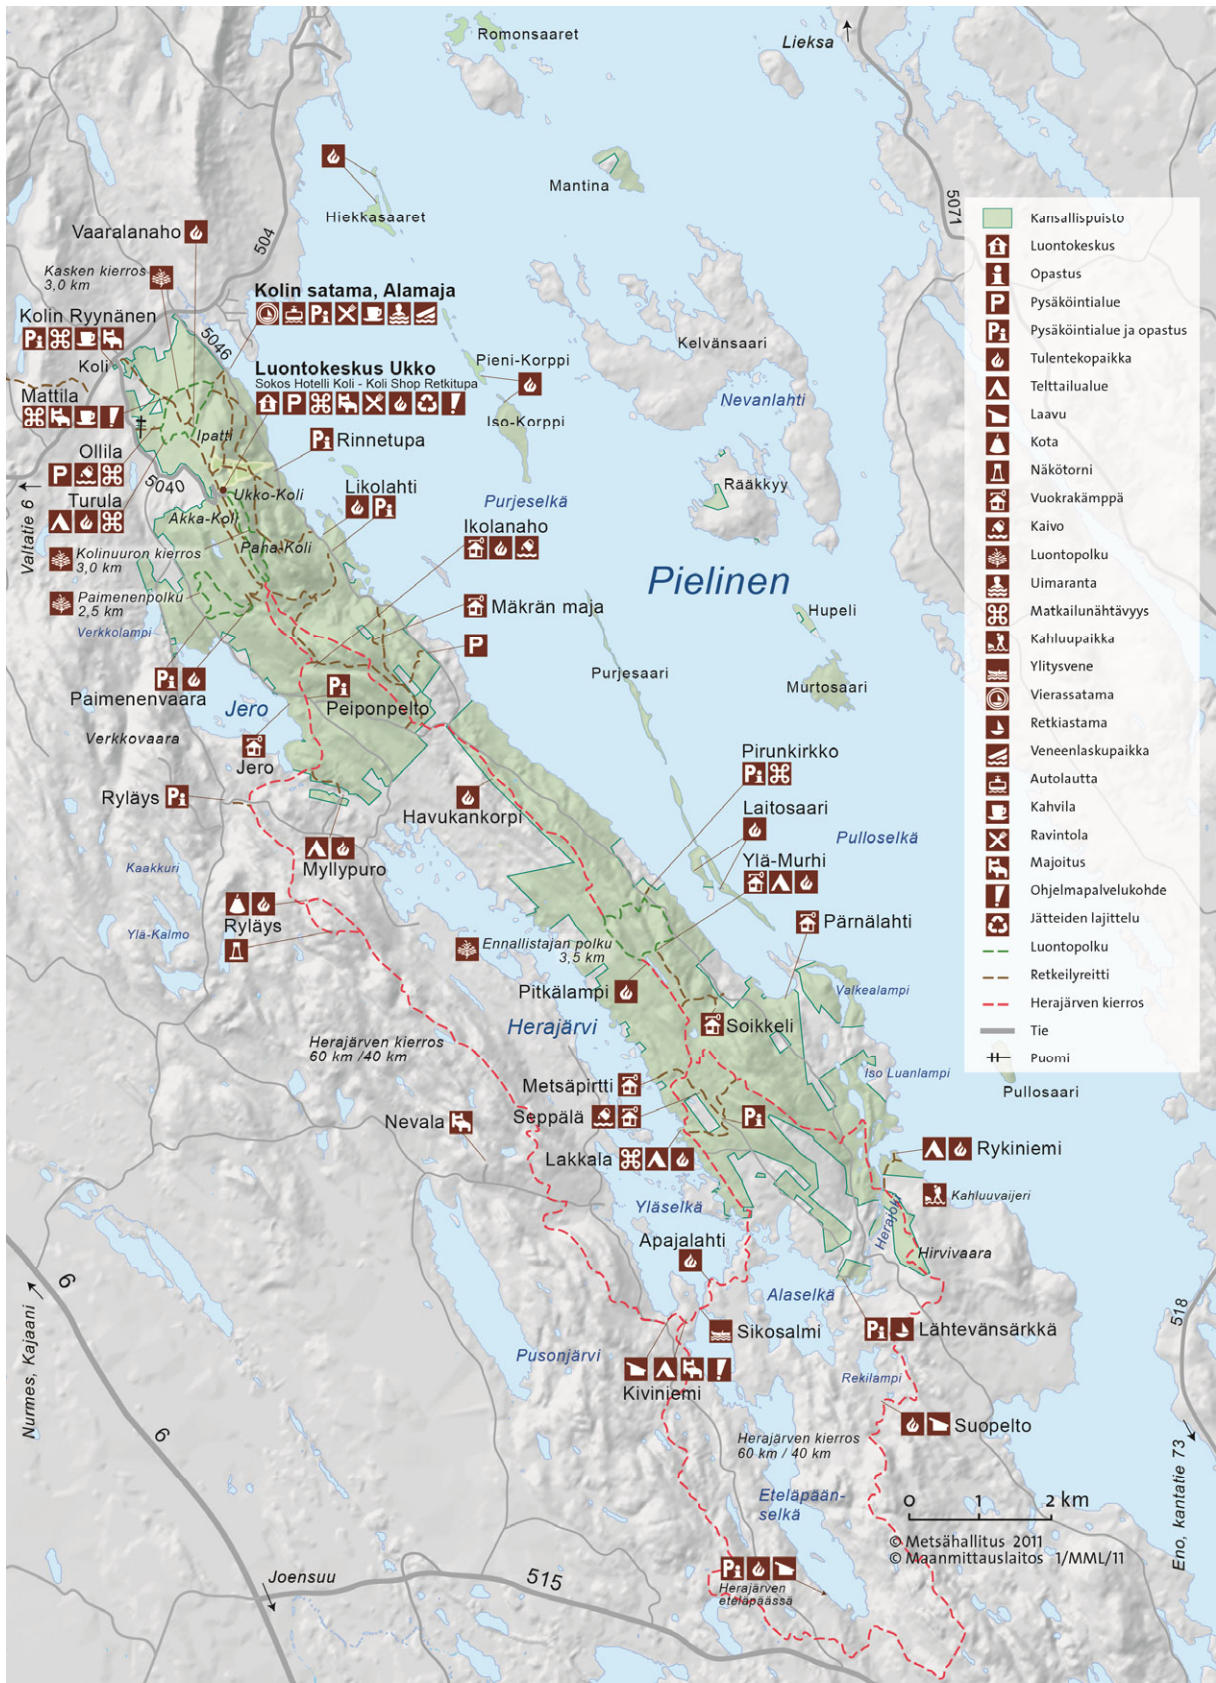 Romonsaaret
Lieksa
Mantina
Hiekkasaaret
5071
504
Vaaralanaho
Kasken kierros
3,0 km
Kolin satama, Alamaja
Kolin Ryynänen
5046
Koli
Luontokeskus Ukko
Sokos Hotelli Koli - Koli Shop Retkitupa
Mattila
Ipatti
Rinnetupa
Ollila
5040
Ukko-Koli
Likolahti
Valtatie 6
Turula
Akka-Koli
Ikolanaho
Kolinuuron kierros
3,0 km
Paha-Koli
Paimenenpolku
2,5 km
Verkkolampi
Mäkrän maja
Paimenenvaara
Jero
Peiponpelto
Verkkovaara
Jero
Ryläys
Havukankorpi
Myllypuro
Kaakkuri
Ylä-Kalmo
Ryläys
Pieni-Korppi
Iso-Korppi
Kelvänsaari
Nevanlahti
Purjeselkä
Rääkkyy
Pielinen
Hupeli
Purjesaari
Murtosaari
Pirunkirkko
Laitosaari
Pulloselkä
Ylä-Murhi
Pärnälahti
Ennallistajan polku
3,5 km
Pitkälampi
Valkealampi
Herajärvi
Soikkeli
Herajärven kierros
60 km /40 km
Metsäpirtti
Iso Luanlampi
Pullosaari
Seppälä
Nevala
Lakkala
Rykiniemi
Kahluuvaijeri
Yläselkä
Herajoki
Hirvivaara
Apajalahti
Alaselkä
Sikosalmi
Lähtevänsärkkä
Pusonjärvi
Kiviniemi
Rekilampi
Suopelto
Herajärven kierros
60 km / 40 km
Eteläpään-
selkä
Herajärven
eteläpäässä
Nurmes, Kajaani
6
6
Joensuu
515
518
Eno, kantatie 73
Kansallispuisto
Luontokeskus
Opastus
P Pysäköintialue
P Pysäköintialue ja opastus
Tulentekopaikka
Telttailualue
Laavu
Kota
Näkötorni
Vuokrakämppä
Kaivo
Luontopolku
Uimaranta
Matkailunähtävyys
Kahluupaikka
Ylitysvene
Vierassatama
Retkiastama
Veneenlaskupaikka
Autolautta
Kahvila
Ravintola
Majoitus
Ohjelmapalvelukohde
Jätteiden lajittelu
Luontopolku
Retkeilyreitti
Herajärven kierros
Tie
Puomi
0 1 2 km
© Metsähallitus 2011
© Maanmittauslaitos 1/MML/11